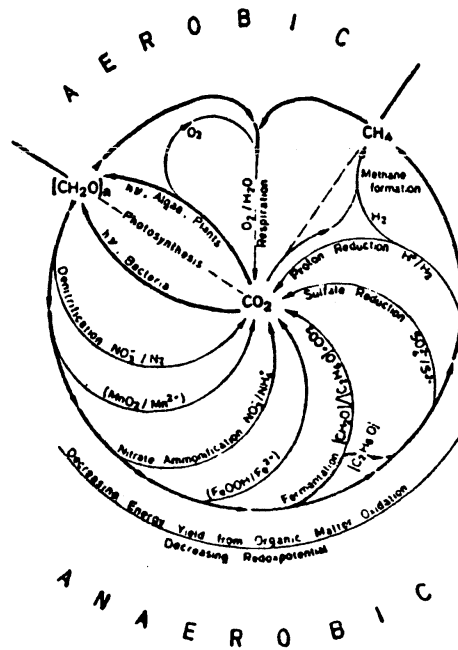 AEROBIC
O₂
CH₄
[CH₂O]n
hν, Algae, Plants
Photosynthesis
hν, Bacteria
O₂ / H₂O
Respiration
Methane formation
H₂
Proton Reduction H⁺/H₂
Sulfate Reduction
CO₂
Denitrification NO₃⁻ / N₂
(MnO₂ / Mn²⁺)
Nitrate Ammonification NO₃⁻/NH₄⁺
(FeOOH / Fe²⁺)
Fermentation
Decreasing Energy Yield from Organic Matter Oxidation
Decreasing Redoxpotential
ANAEROBIC